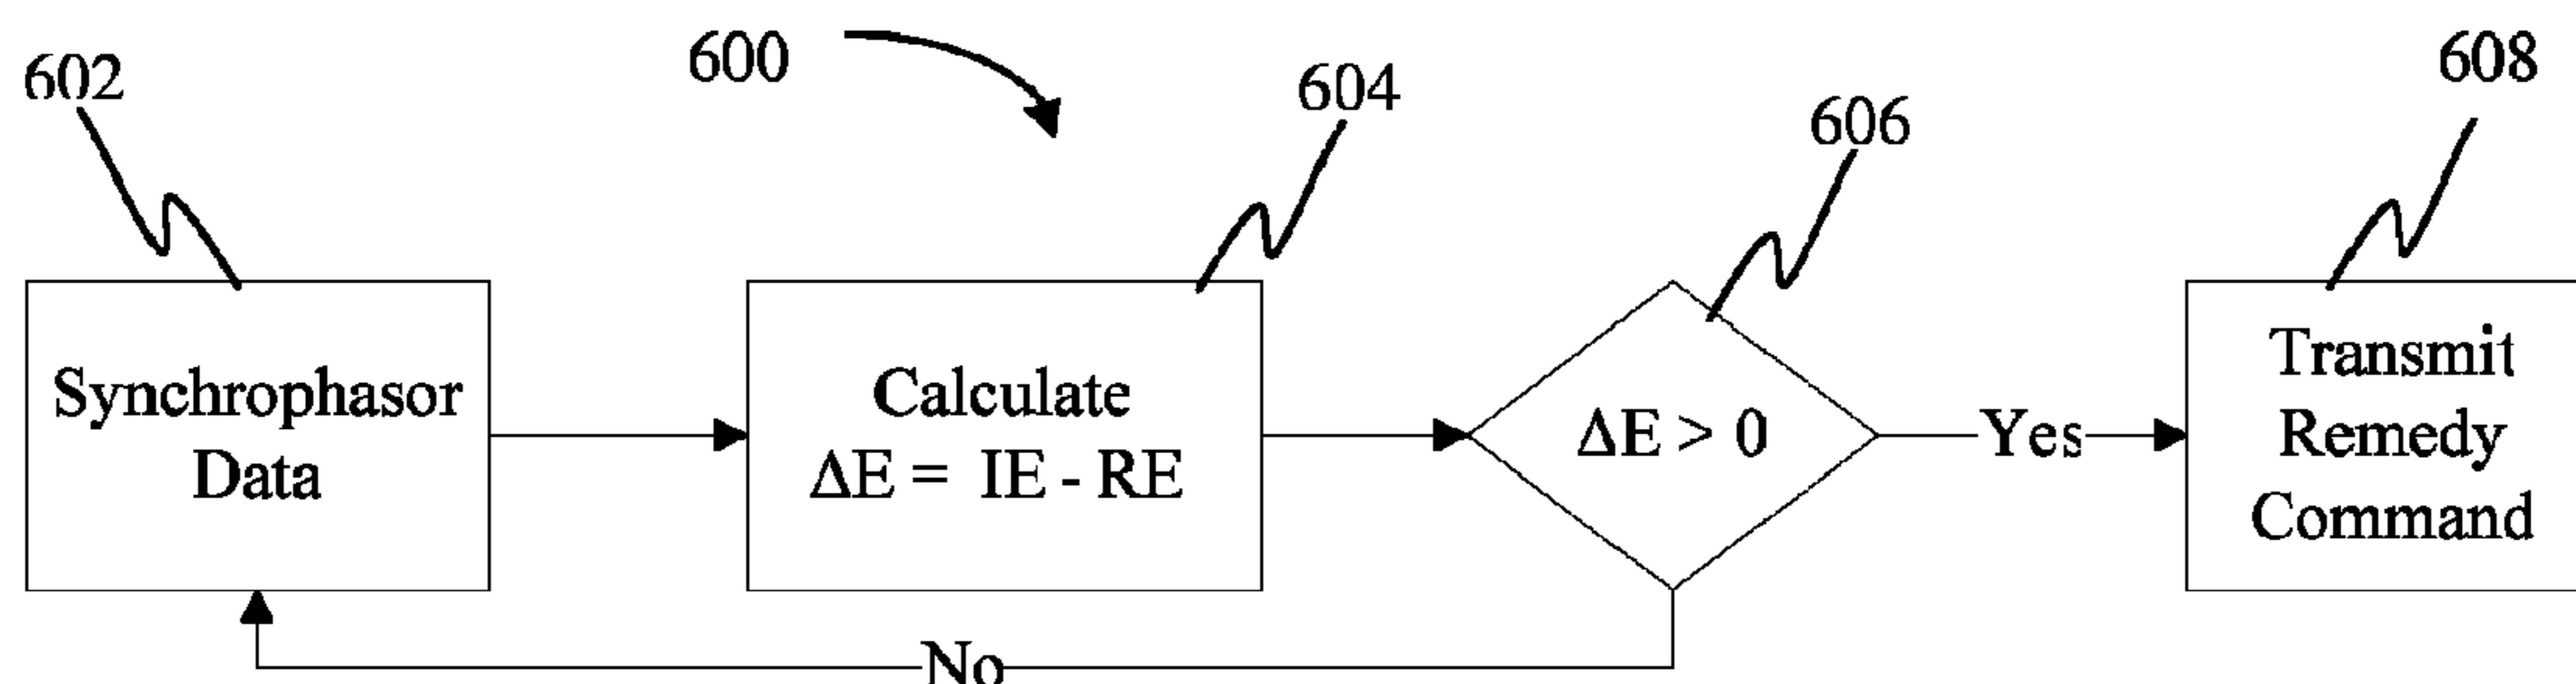 600
602
604
606
608
Synchrophasor
Data
Calculate
ΔE = IE - RE
ΔE > 0
Yes
Transmit
Remedy
Command
No